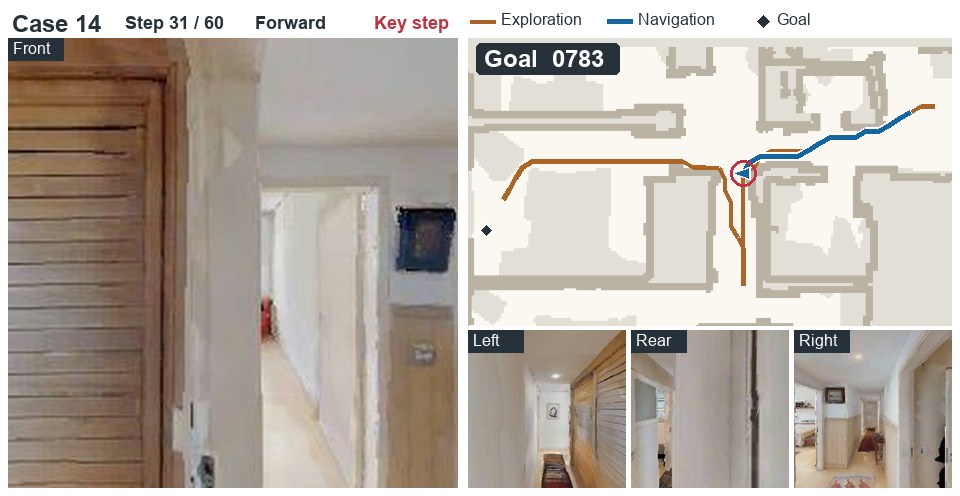 Case 14 Step 31 / 60 Forward Key step Exploration Navigation Goal
Front
Goal 0783
Left Rear Right